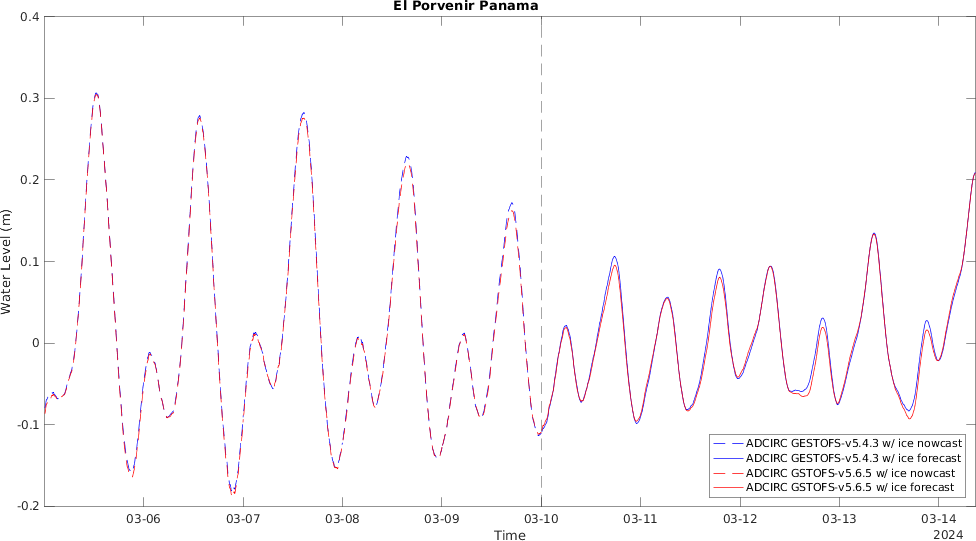 El Porvenir Panama
0.4
0.3
0.2
0.1
0
-0.1
-0.2
Water Level (m)
ADCIRC GESTOFS-v5.4.3 w/ ice nowcast
ADCIRC GESTOFS-v5.4.3 w/ ice forecast
ADCIRC GSTOFS-v5.6.5 w/ ice nowcast
ADCIRC GSTOFS-v5.6.5 w/ ice forecast
03-06 03-07 03-08 03-09 03-10 03-11 03-12 03-13 03-14
Time
2024